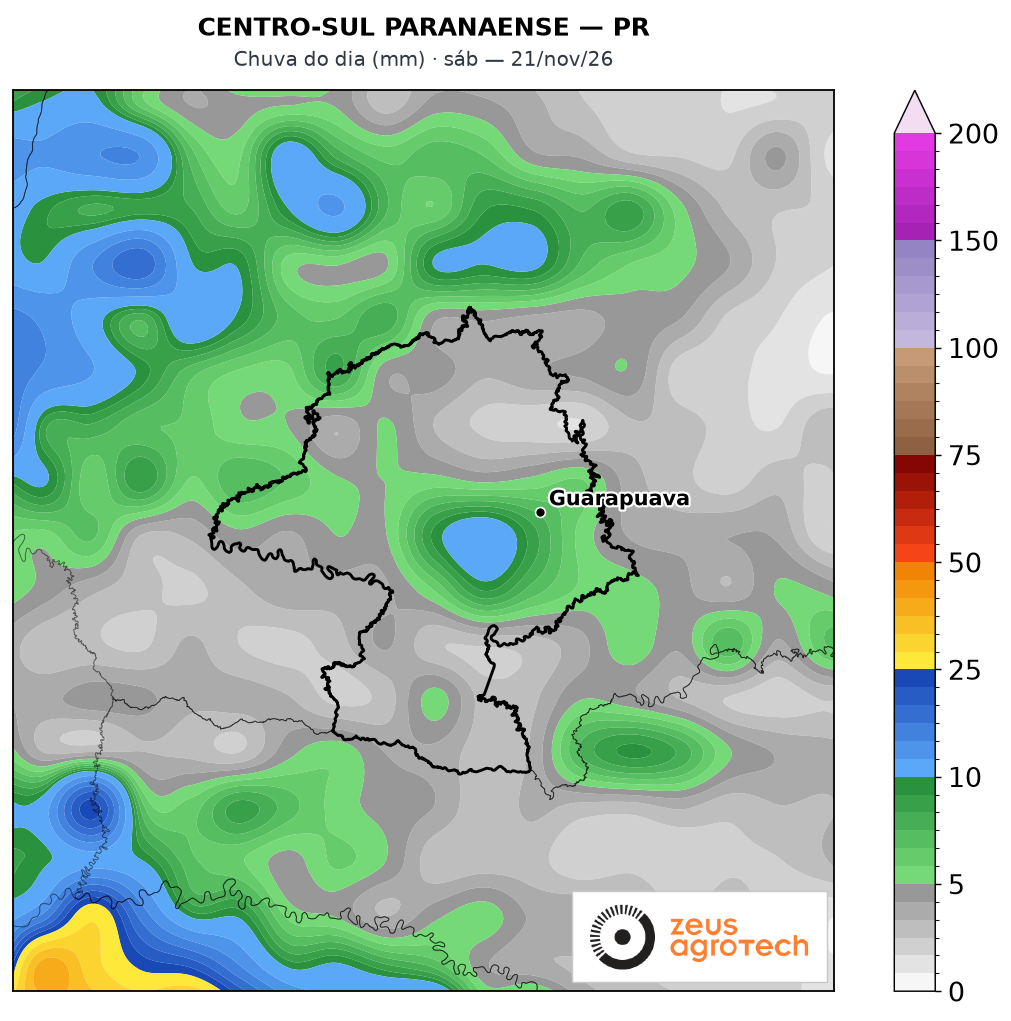 CENTRO-SUL PARANAENSE — PR
Chuva do dia (mm) · sáb — 21/nov/26
200
150
100
75
50
25
10
5
0
Guarapuava
zeus
agrotech